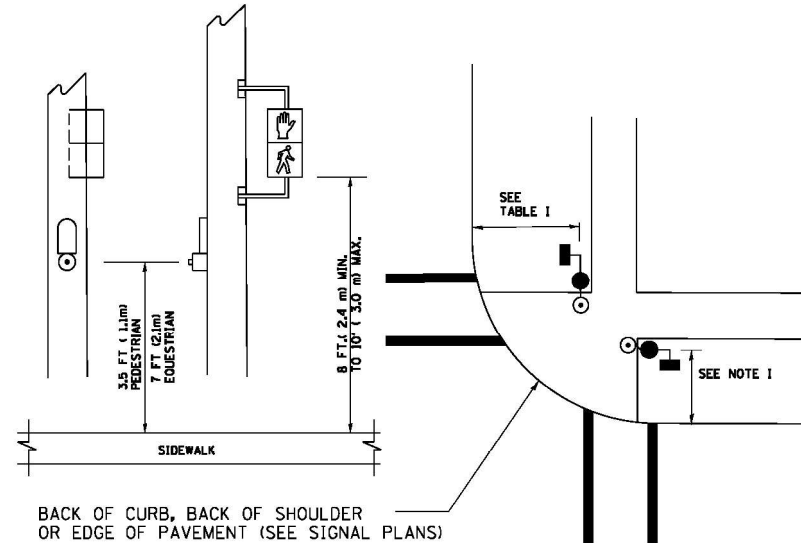 3.5 FT ( 1.1m)
PEDESTRIAN
7 FT (2.1m)
EQUESTRIAN
8 FT.( 2.4 m) MIN.
TO 10' ( 3.0 m) MAX.
SIDEWALK
SEE
TABLE I
SEE NOTE I
BACK OF CURB, BACK OF SHOULDER
OR EDGE OF PAVEMENT (SEE SIGNAL PLANS)